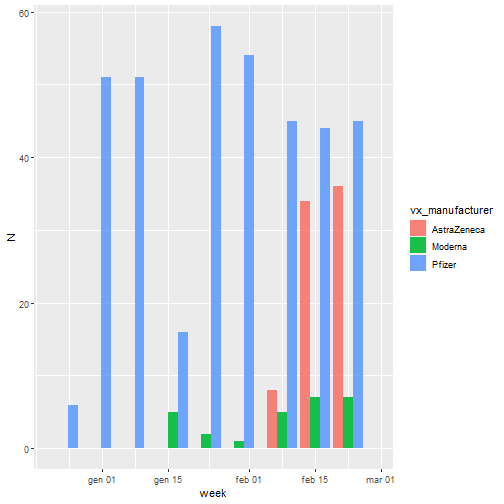 60
40
20
0
N
gen 01
gen 15
feb 01
feb 15
mar 01
week
vx_manufacturer
AstraZeneca
Moderna
Pfizer